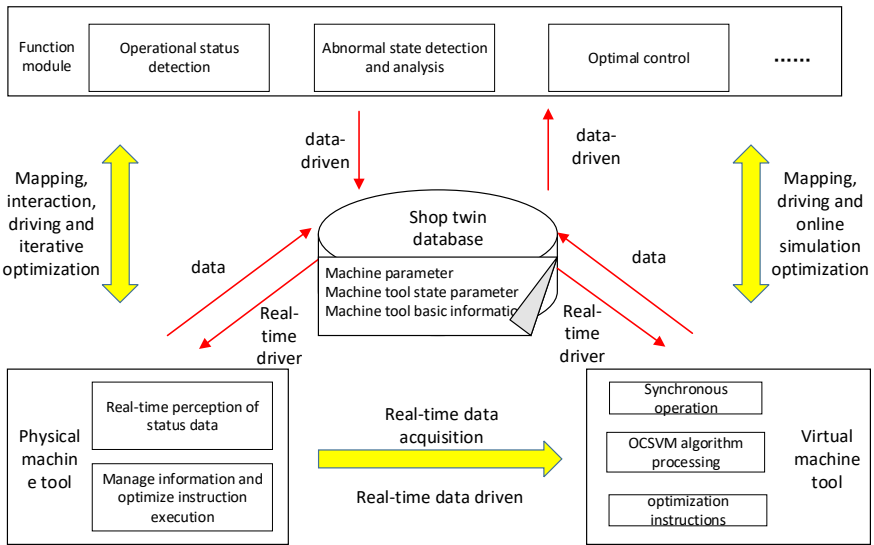 Function
module
Operational status
detection
Abnormal state detection
and analysis
Optimal control
......
data-
driven
data-
driven
Mapping,
interaction,
driving and
iterative
optimization
Shop twin
database
Mapping,
driving and
online
simulation
optimization
data
data
Machine parameter
Machine tool state parameter
Machine tool basic informatio
Real-
time
driver
Real-
time
driver
Physical
machin
e tool
Real-time perception of
status data
Manage information and
optimize instruction
execution
Real-time data
acquisition
Real-time data driven
Synchronous
operation
OCSVM algorithm
processing
optimization
instructions
Virtual
machine
tool